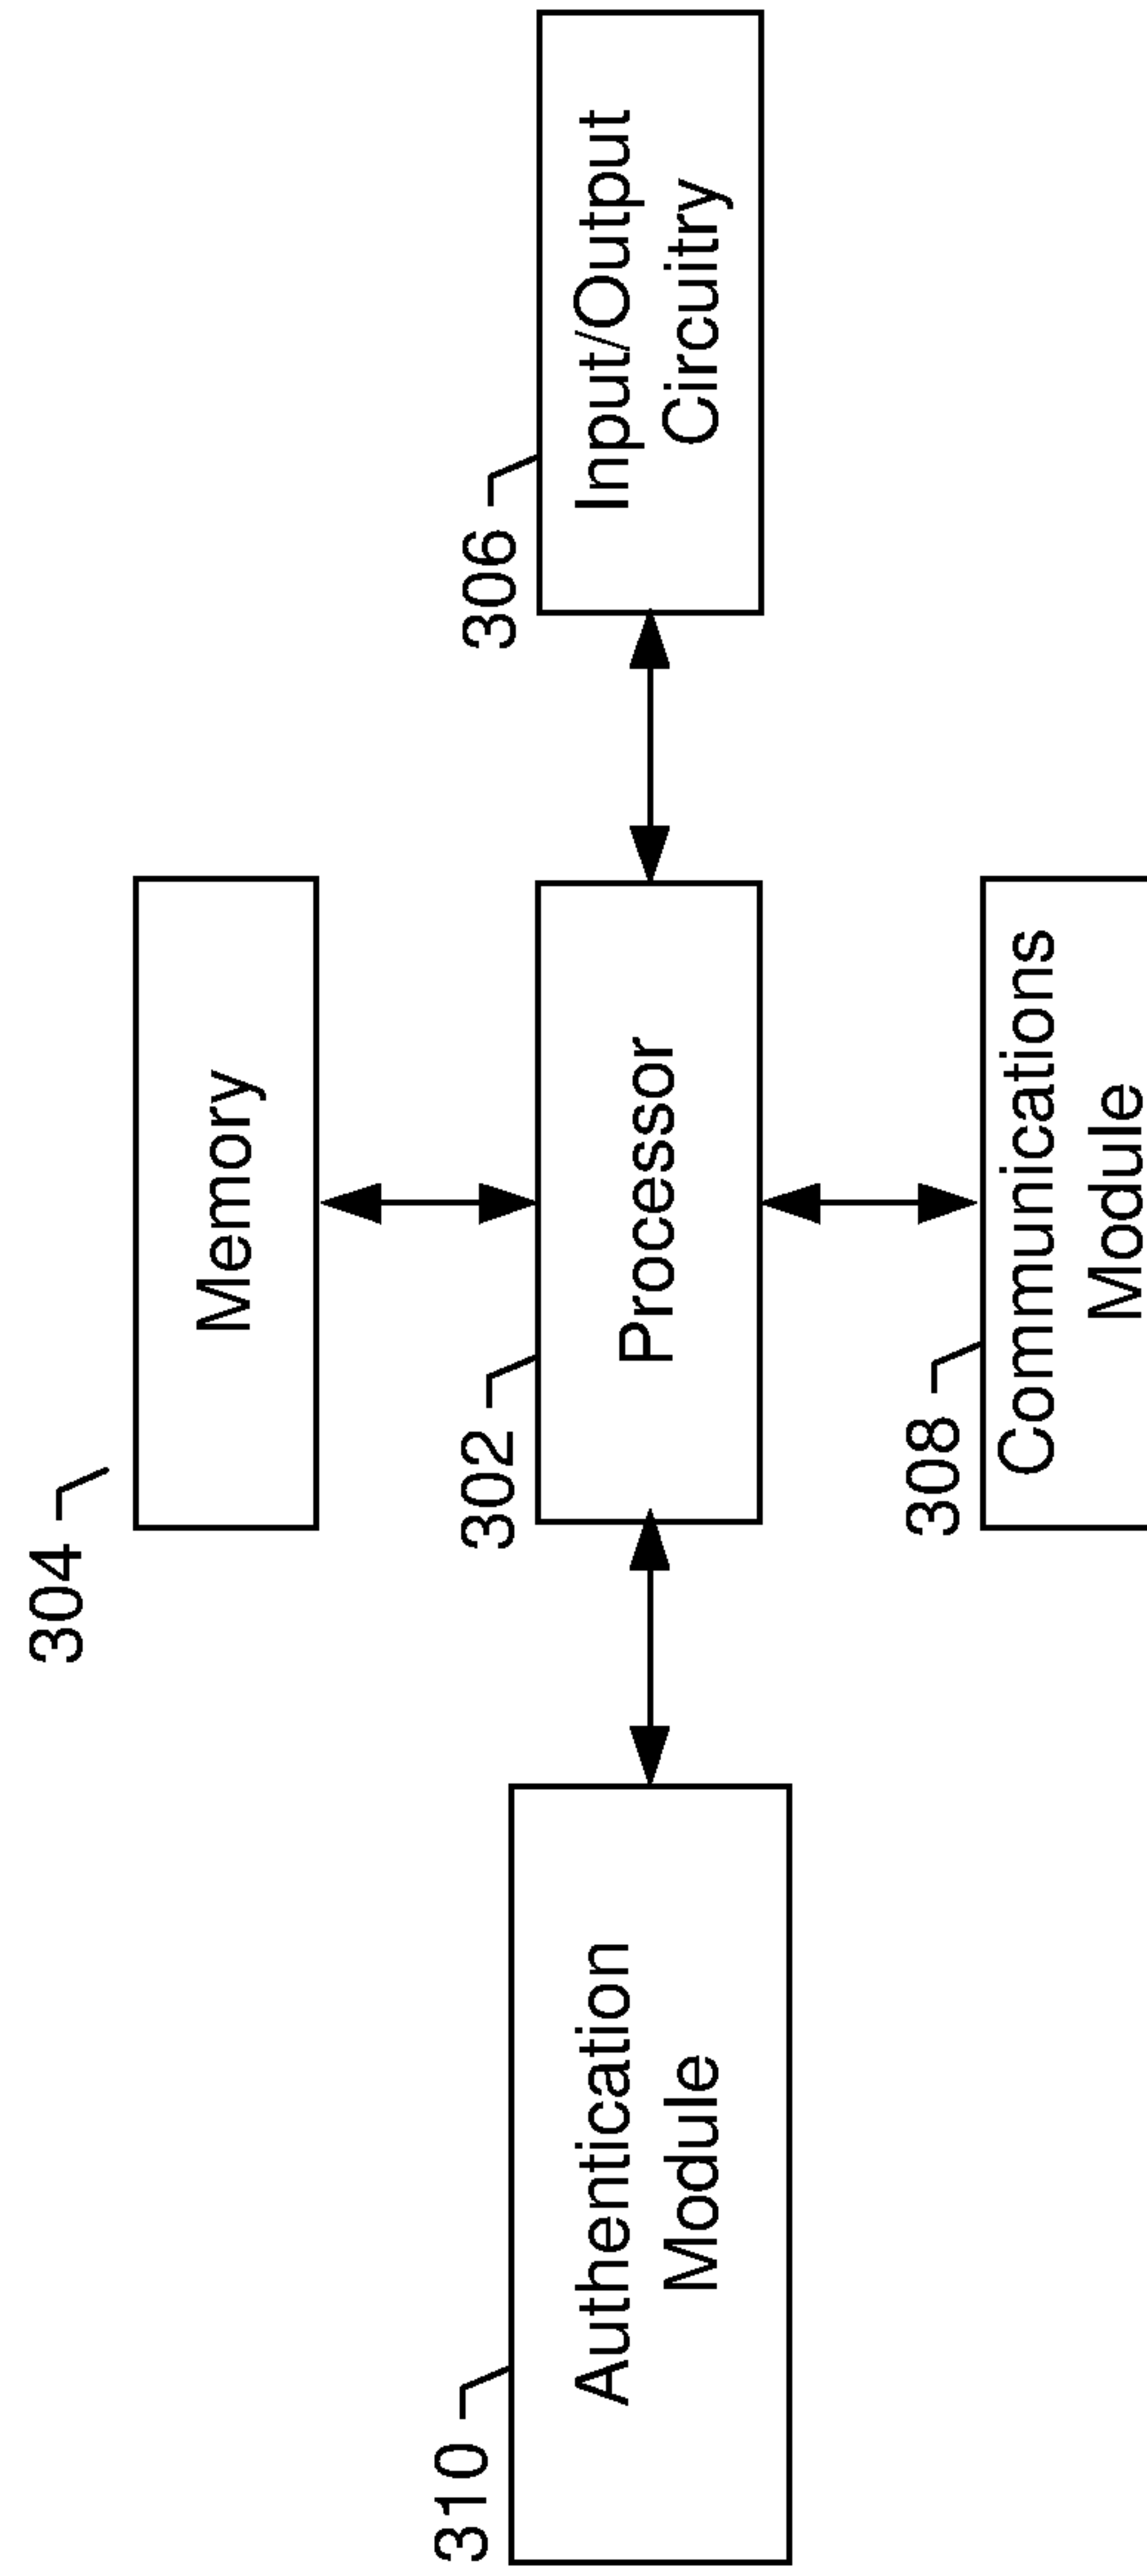 304
Memory
310
Authentication
Module
302
Processor
306
Input/Output
Circuitry
308
Communications
Module